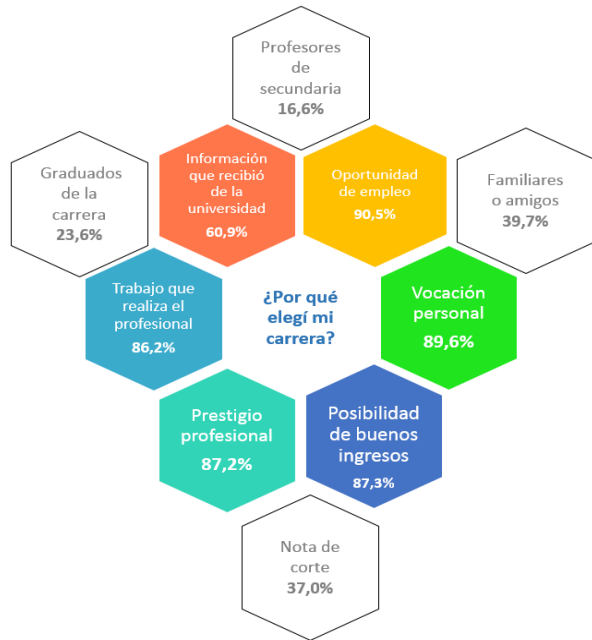 Profesores
de
secundaria
16,6%
Información
que recibió
de la
universidad
60,9%
Oportunidad
de empleo
90,5%
Graduados
de la
carrera
23,6%
Familiares
o amigos
39,7%
Trabajo que
realiza el
profesional
86,2%
¿Por qué
elegí mi
carrera?
Vocación
personal
89,6%
Prestigio
profesional
87,2%
Posibilidad
de buenos
ingresos
87,3%
Nota de
corte
37,0%